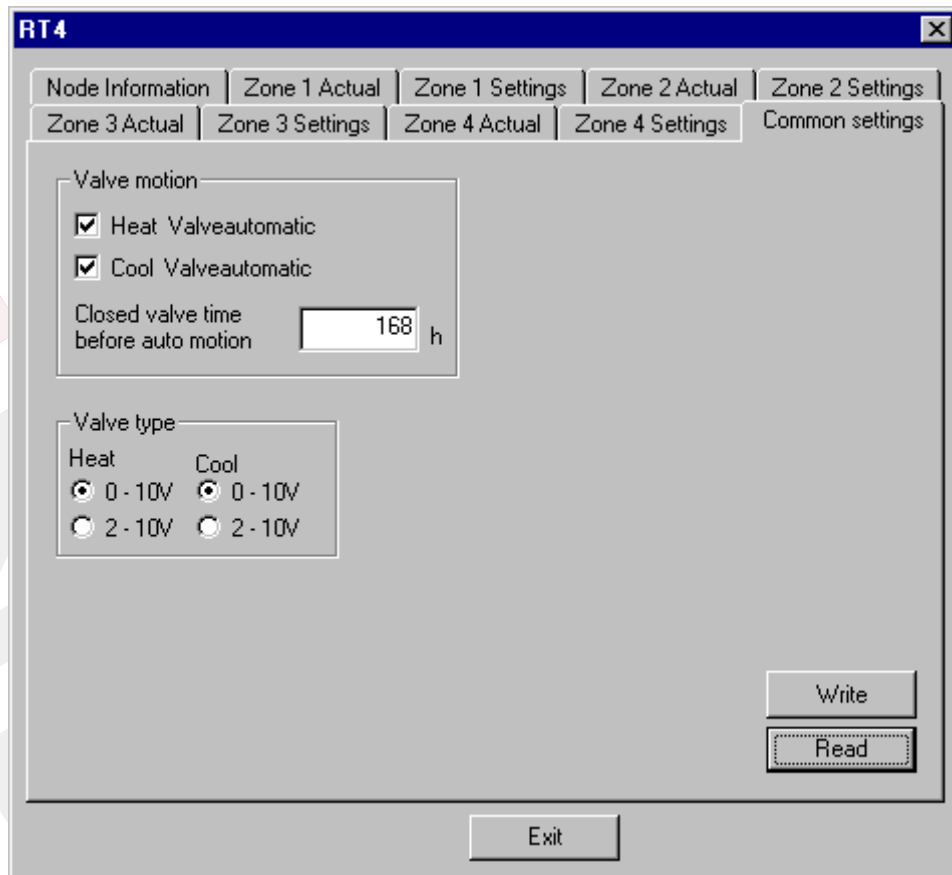 RT4
Node Information Zone 1 Actual Zone 1 Settings Zone 2 Actual Zone 2 Settings
Zone 3 Actual Zone 3 Settings Zone 4 Actual Zone 4 Settings Common settings
Valve motion
Heat Valveautomatic
Cool Valveautomatic
Closed valve time
before auto motion 168 h
Valve type
Heat Cool
0 - 10V 0 - 10V
2 - 10V 2 - 10V
Write
Read
Exit